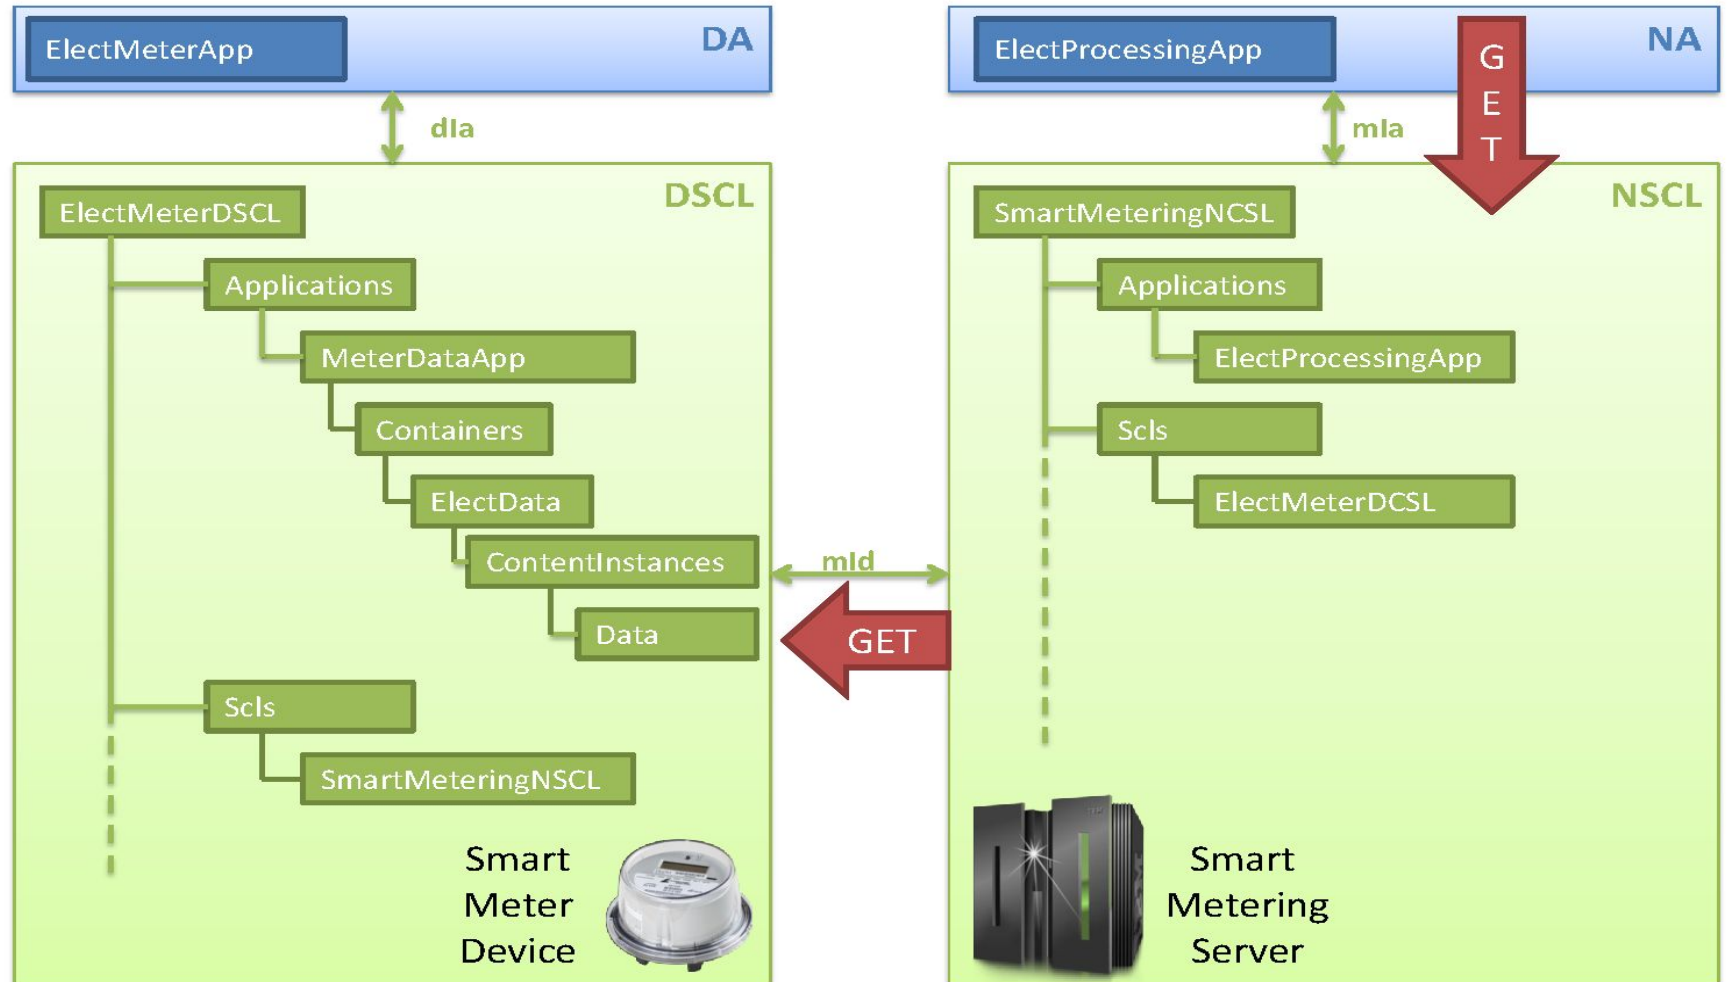 ElectMeterApp
DA
dIa
DSCL
ElectMeterDSCL
Applications
MeterDataApp
Containers
ElectData
ContentInstances
Data
Scls
SmartMeteringNSCL
Smart
Meter
Device
mId
GET
ElectProcessingApp
NA
G
E
T
mIa
NSCL
SmartMeteringNCSL
Applications
ElectProcessingApp
Scls
ElectMeterDCSL
Smart
Metering
Server